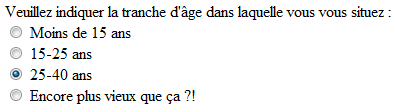 Veuillez indiquer la tranche d'âge dans laquelle vous vous situez :
Moins de 15 ans
15-25 ans
25-40 ans
Encore plus vieux que ça ?!